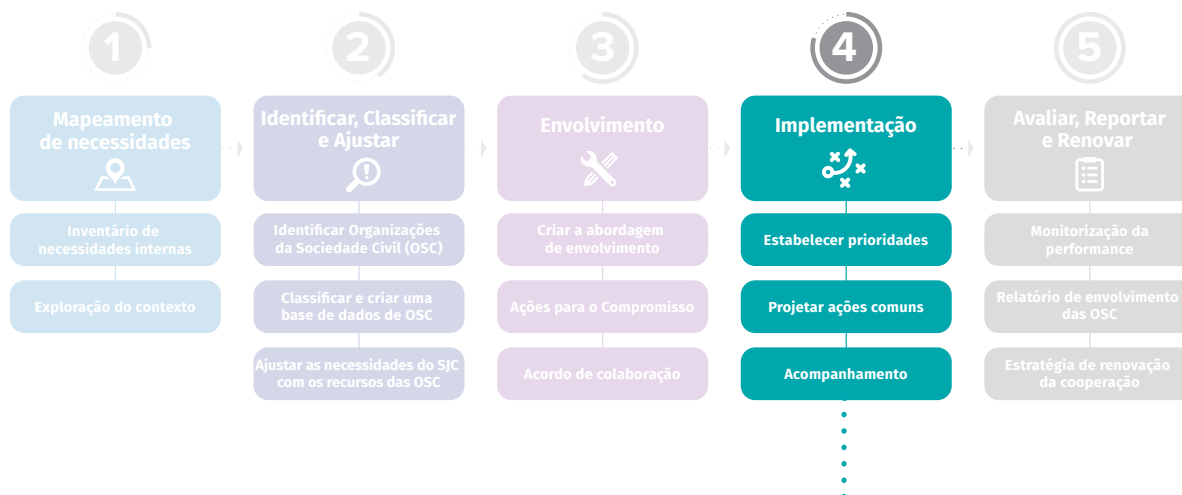 1
Mapeamento
de necessidades
Inventário de
necessidades internas
Exploração do contexto
2
Identificar, Classificar
e Ajustar
Identificar Organizações
da Sociedade Civil (OSC)
Classificar e criar uma
base de dados de OSC
Ajustar as necessidades do SJC
com os recursos das OSC
3
Envolvimento
Criar a abordagem
de envolvimento
Ações para o Compromisso
Acordo de colaboração
4
Implementação
Estabelecer prioridades
Projetar ações comuns
Acompanhamento
5
Avaliar, Reportar
e Renovar
Monitorização da
performance
Relatório de envolvimento
das OSC
Estratégia de renovação
da cooperação